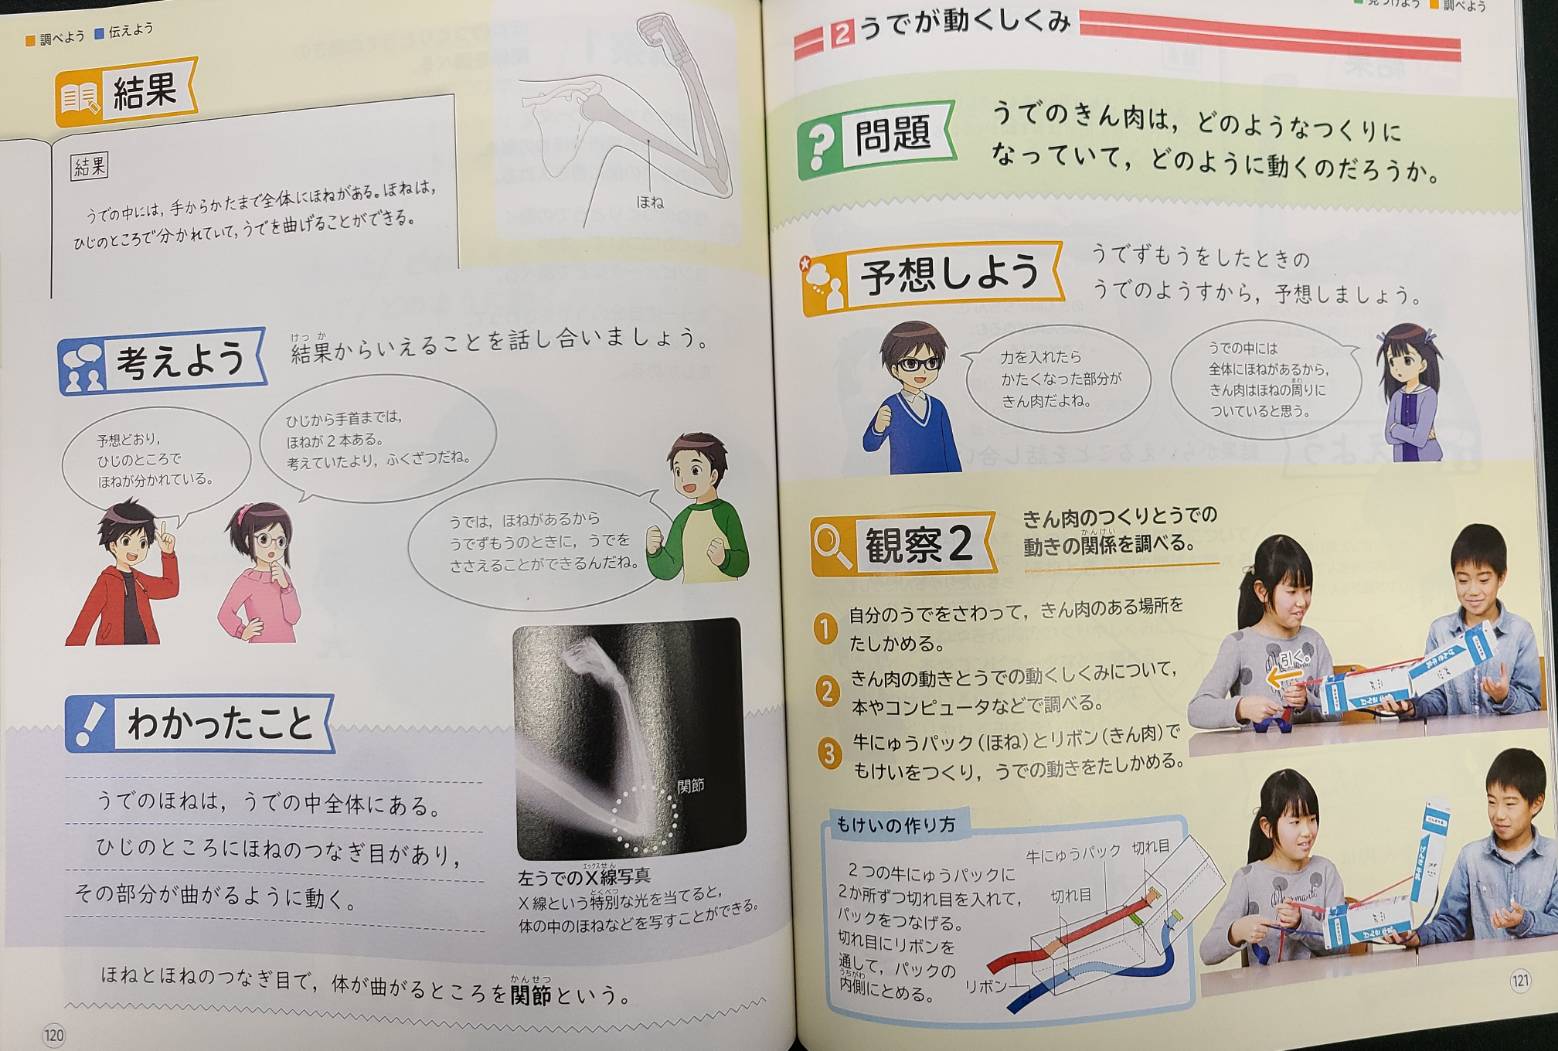 調べよう 伝えよう
結果
結果
うでの中には,手からかたまで全体にほねがある。ほねは,
ひじのところで分かれていて,うでを曲げることができる。
ほね
考えよう
けっか
結果からいえることを話し合いましょう。
予想どおり,
ひじのところで
ほねが分かれている。
ひじから手首までは,
ほねが2本ある。
考えていたより,ふくざつだね。
うでは,ほねがあるから
うでずもうのときに,うでを
ささえることができるんだね。
わかったこと
うでのほねは,うでの中全体にある。
ひじのところにほねのつなぎ目があり,
その部分が曲がるように動く。
関節
エックスせん
左うでのX線写真
とくべつ
X線という特別な光を当てると,
体の中のほねなどを写すことができる。
かんせつ
ほねとほねのつなぎ目で,体が曲がるところを関節という。
120
見つけよう 調べよう
2 うでが動くしくみ
問題
うでのきん肉は,どのようなつくりに
なっていて,どのように動くのだろうか。
予想しよう
うでずもうをしたときの
うでのようすから,予想しましょう。
力を入れたら
かたくなった部分が
きん肉だよね。
うでの中には
全体にほねがあるから,
まわ
きん肉はほねの周りに
ついていると思う。
観察2
きん肉のつくりとうでの
かんけい
動きの関係を調べる。
1 自分のうでをさわって,きん肉のある場所を
たしかめる。
2 きん肉の動きとうでの動くしくみについて,
本やコンピュータなどで調べる。
3 牛にゅうパック(ほね)とリボン(きん肉)で
もけいをつくり,うでの動きをたしかめる。
引く。
もけいの作り方
2つの牛にゅうパックに
2か所ずつ切れ目を入れて,
パックをつなげる。
切れ目にリボンを
通して,パックの
うちがわ
内側にとめる。
牛にゅうパック 切れ目
切れ目
リボン
121